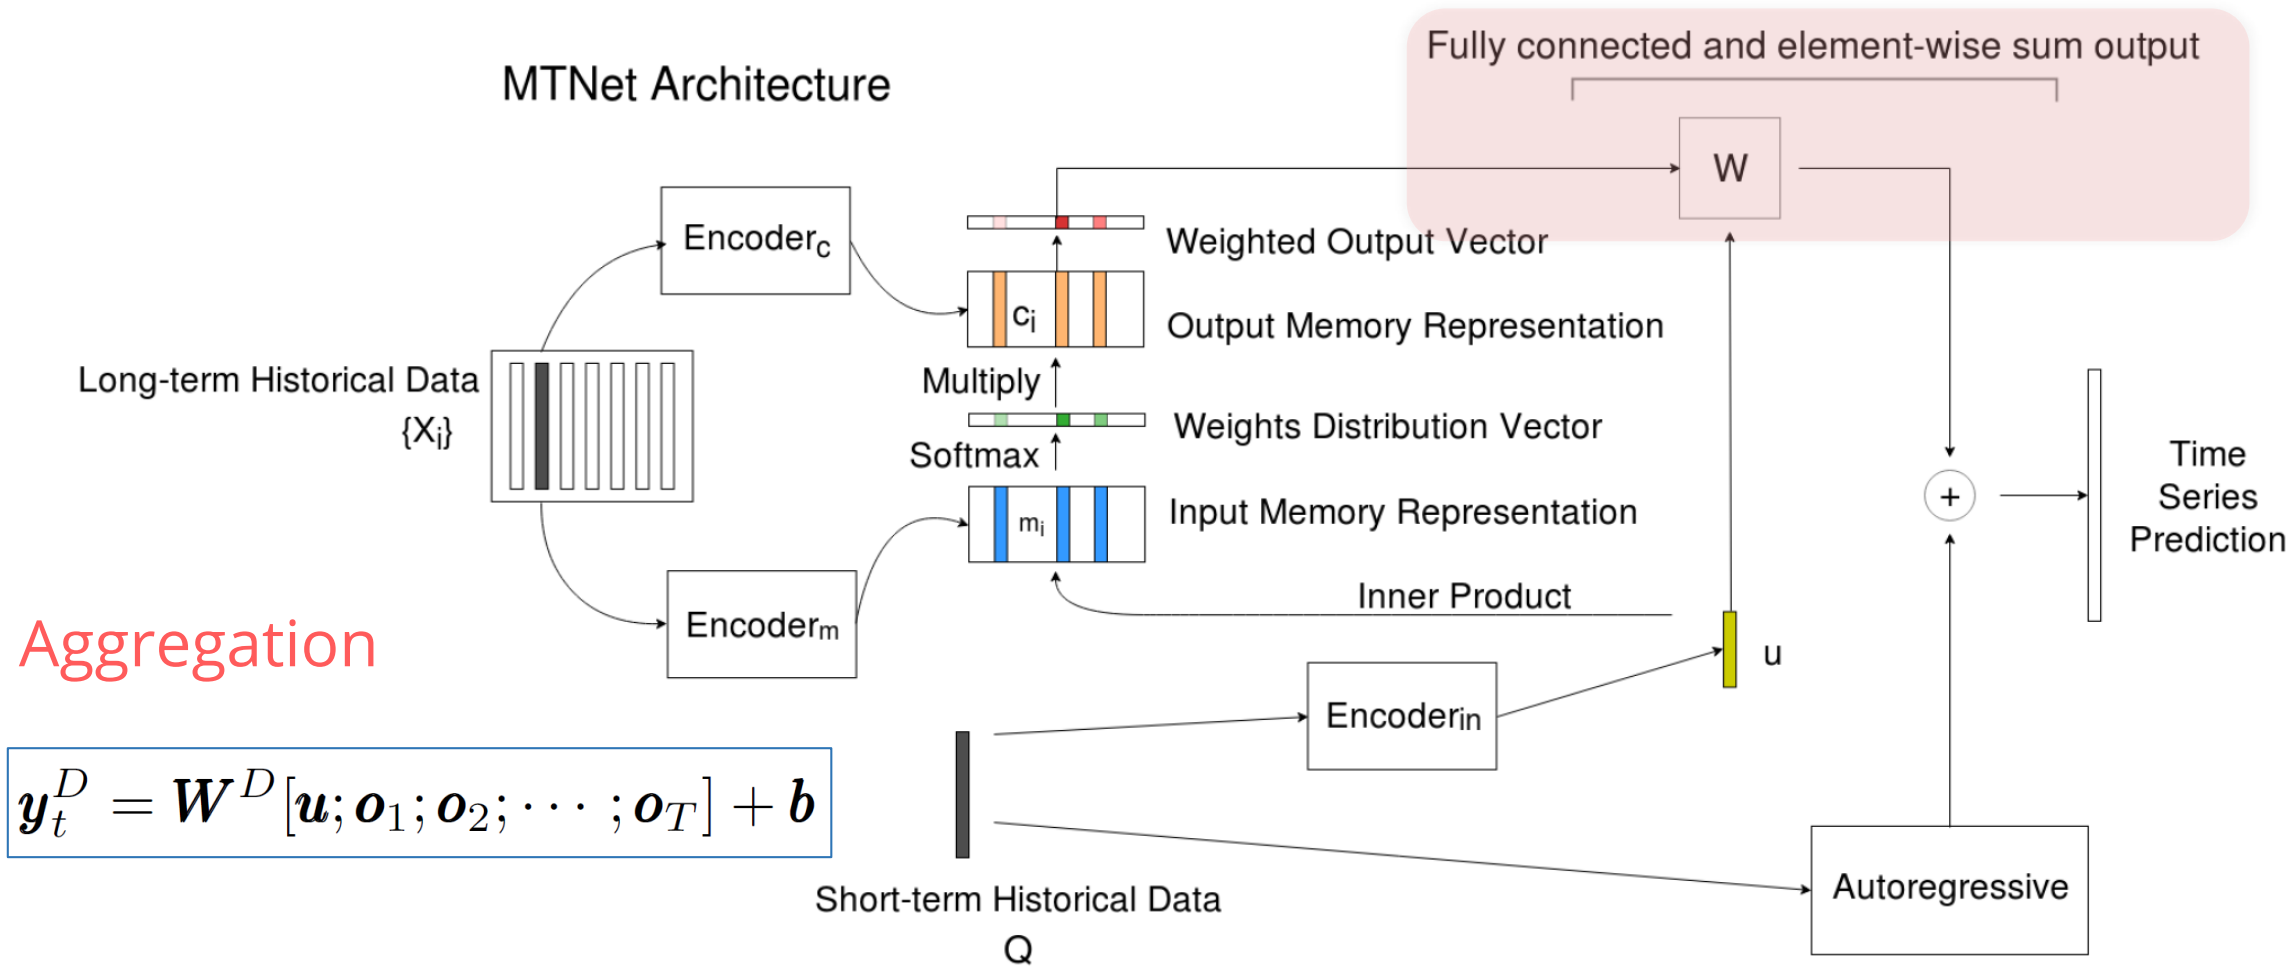 Fully connected and element-wise sum output
MTNet Architecture
W
Encoderc
Weighted Output Vector
ci
Output Memory Representation
Long-term Historical Data
{Xi}
Multiply
Weights Distribution Vector
Softmax
mi
Input Memory Representation
+
Time
Series
Prediction
Inner Product
Encoderm
Aggregation
u
Encoderin
y_t^D = W^D[u; o_1; o_2; ··· ; o_T] + b
Short-term Historical Data
Q
Autoregressive